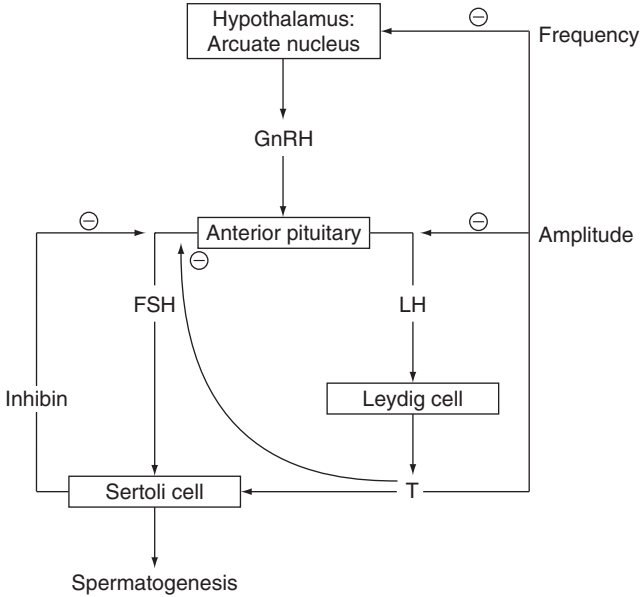 Hypothalamus:
Arcuate nucleus
⊖
Frequency
GnRH
⊖
Anterior pituitary
⊖
Amplitude
⊖
FSH
LH
Inhibin
Leydig cell
Sertoli cell
T
Spermatogenesis